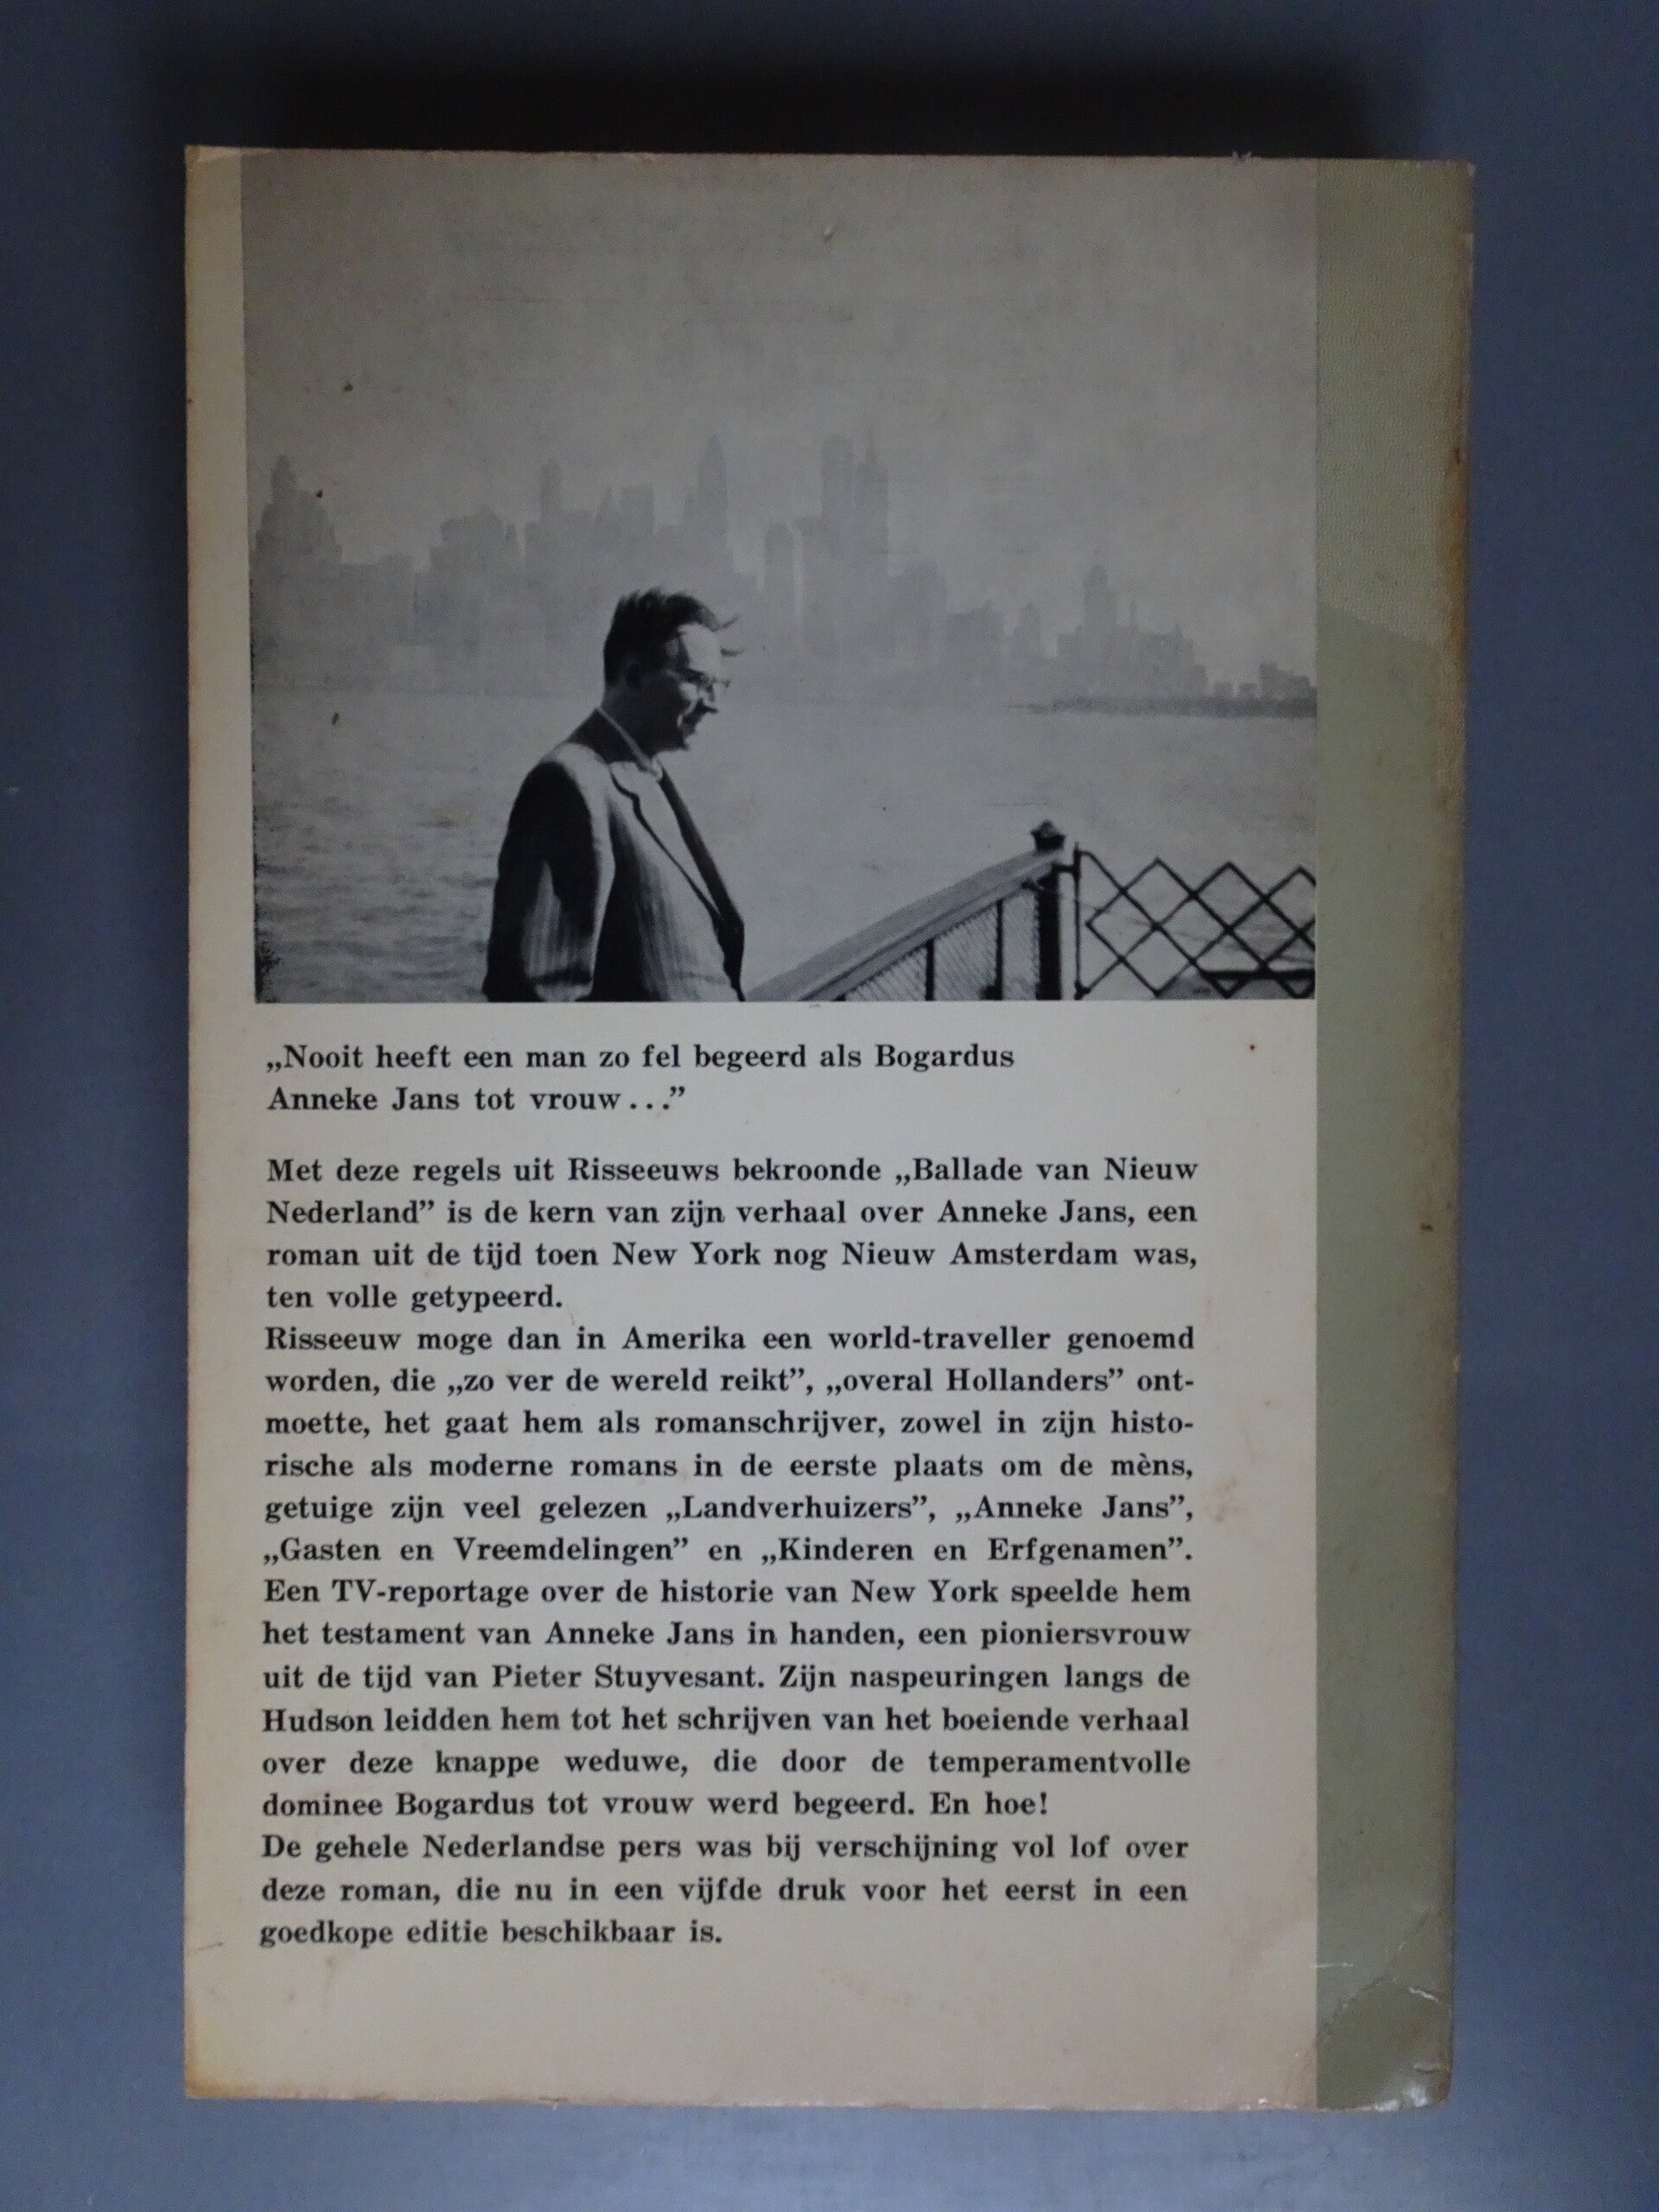 „Nooit heeft een man zo fel begeerd als Bogardus
Anneke Jans tot vrouw . . .”
Met deze regels uit Risseeuws bekroonde „Ballade van Nieuw
Nederland” is de kern van zijn verhaal over Anneke Jans, een
roman uit de tijd toen New York nog Nieuw Amsterdam was,
ten volle getypeerd.
Risseeuw moge dan in Amerika een world-traveller genoemd
worden, die „zo ver de wereld reikt”, „overal Hollanders” ont-
moette, het gaat hem als romanschrijver, zowel in zijn histo-
rische als moderne romans in de eerste plaats om de mèns,
getuige zijn veel gelezen „Landverhuizers”, „Anneke Jans”,
„Gasten en Vreemdelingen” en „Kinderen en Erfgenamen”.
Een TV-reportage over de historie van New York speelde hem
het testament van Anneke Jans in handen, een pioniersvrouw
uit de tijd van Pieter Stuyvesant. Zijn naspeuringen langs de
Hudson leidden hem tot het schrijven van het boeiende verhaal
over deze knappe weduwe, die door de temperamentvolle
dominee Bogardus tot vrouw werd begeerd. En hoe!
De gehele Nederlandse pers was bij verschijning vol lof over
deze roman, die nu in een vijfde druk voor het eerst in een
goedkope editie beschikbaar is.